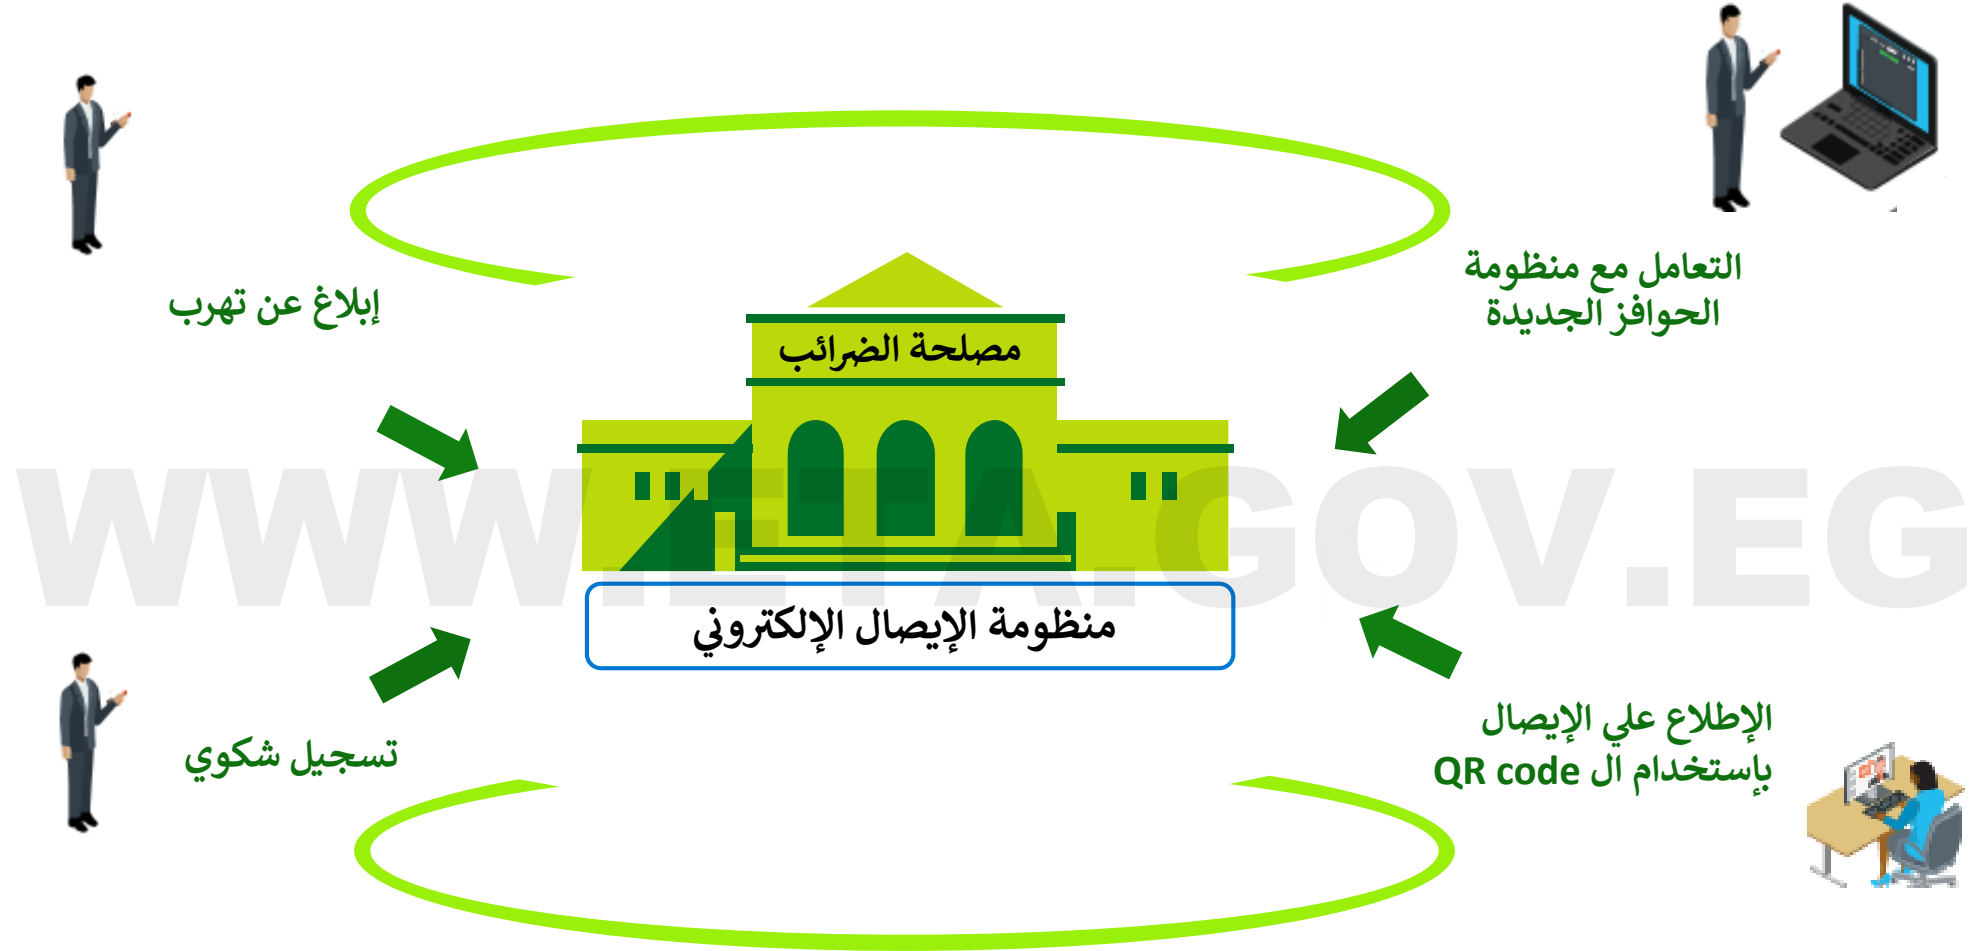 التعامل مع منظومة
الحوافز الجديدة
إبلاغ عن تهرب
مصلحة الضرائب
WWW.ETA.GOV.EG
منظومة الإيصال الإلكتروني
الإطلاع علي الإيصال
بإستخدام ال QR code
تسجيل شكوي